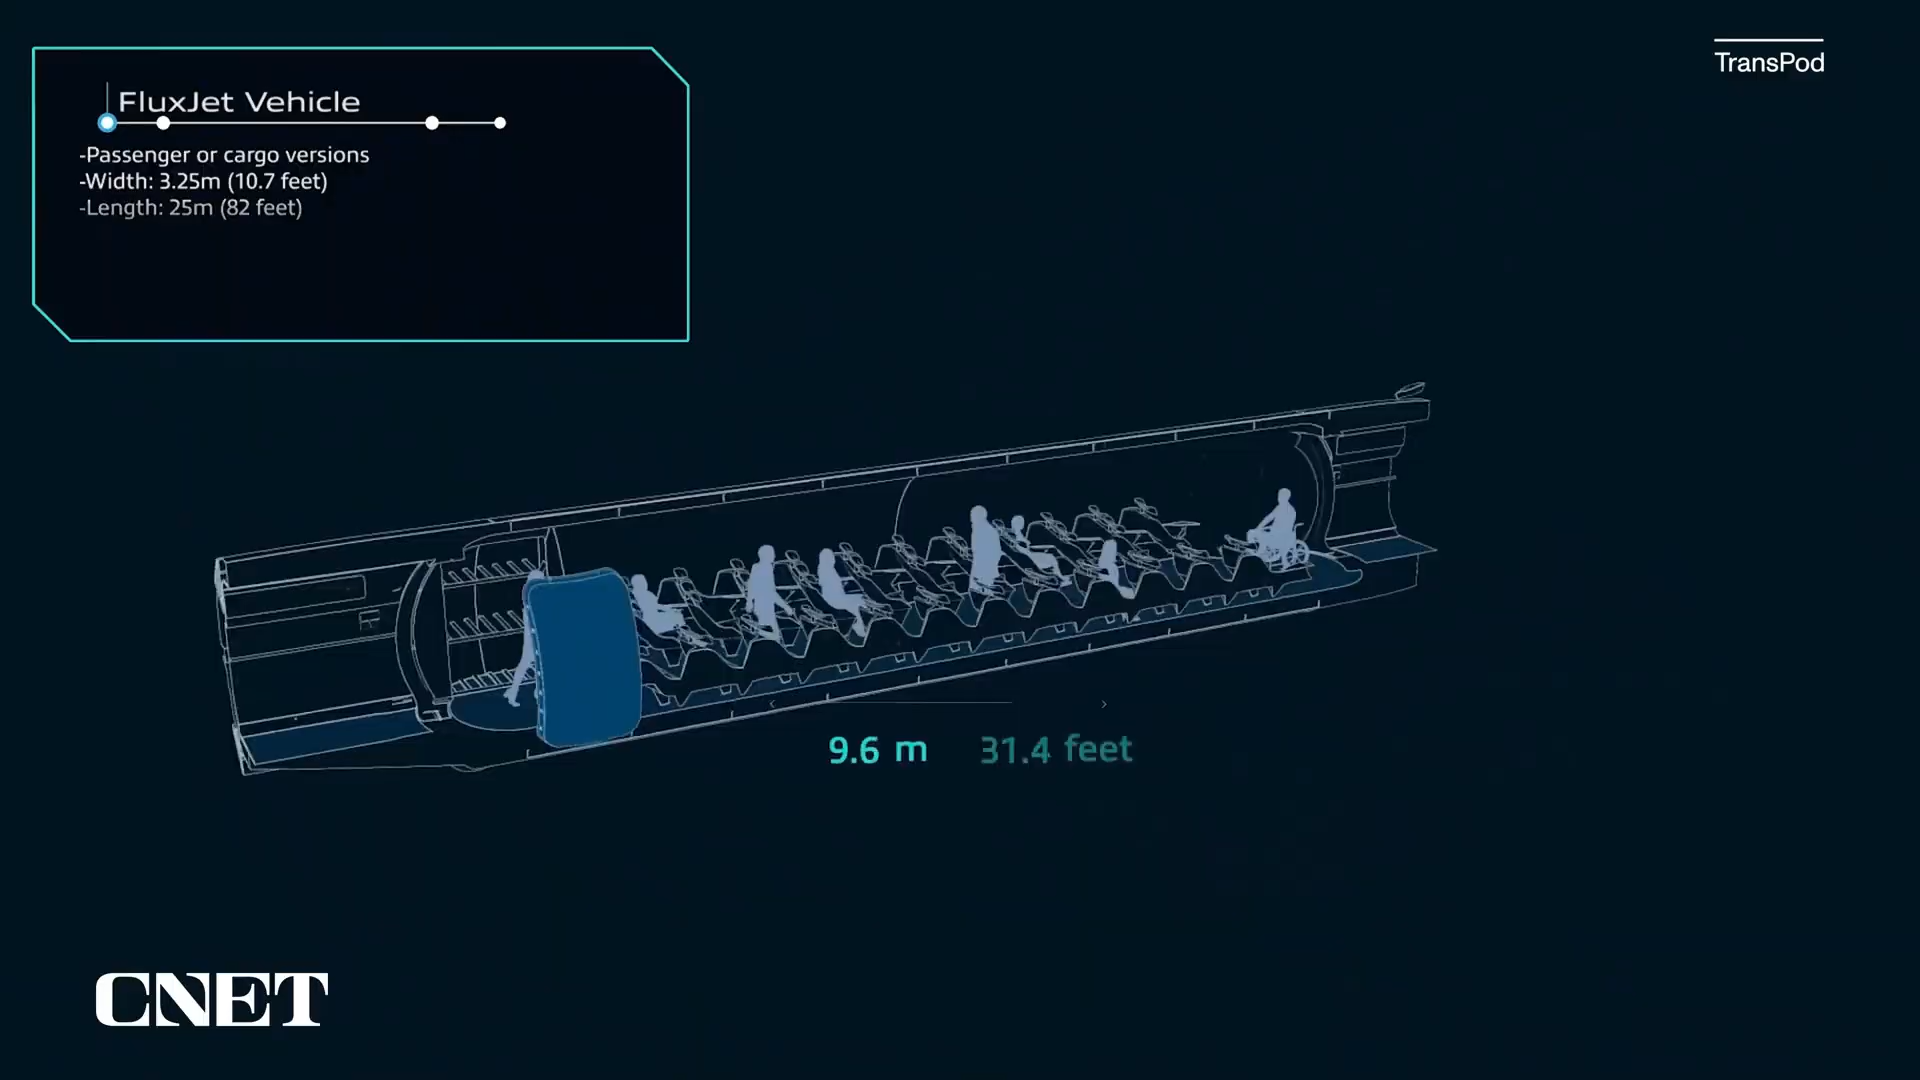 TransPod
FluxJet Vehicle
-Passenger or cargo versions
-Width: 3.25m (10.7 feet)
-Length: 25m (82 feet)
9.6 m 31.4 feet
CNET